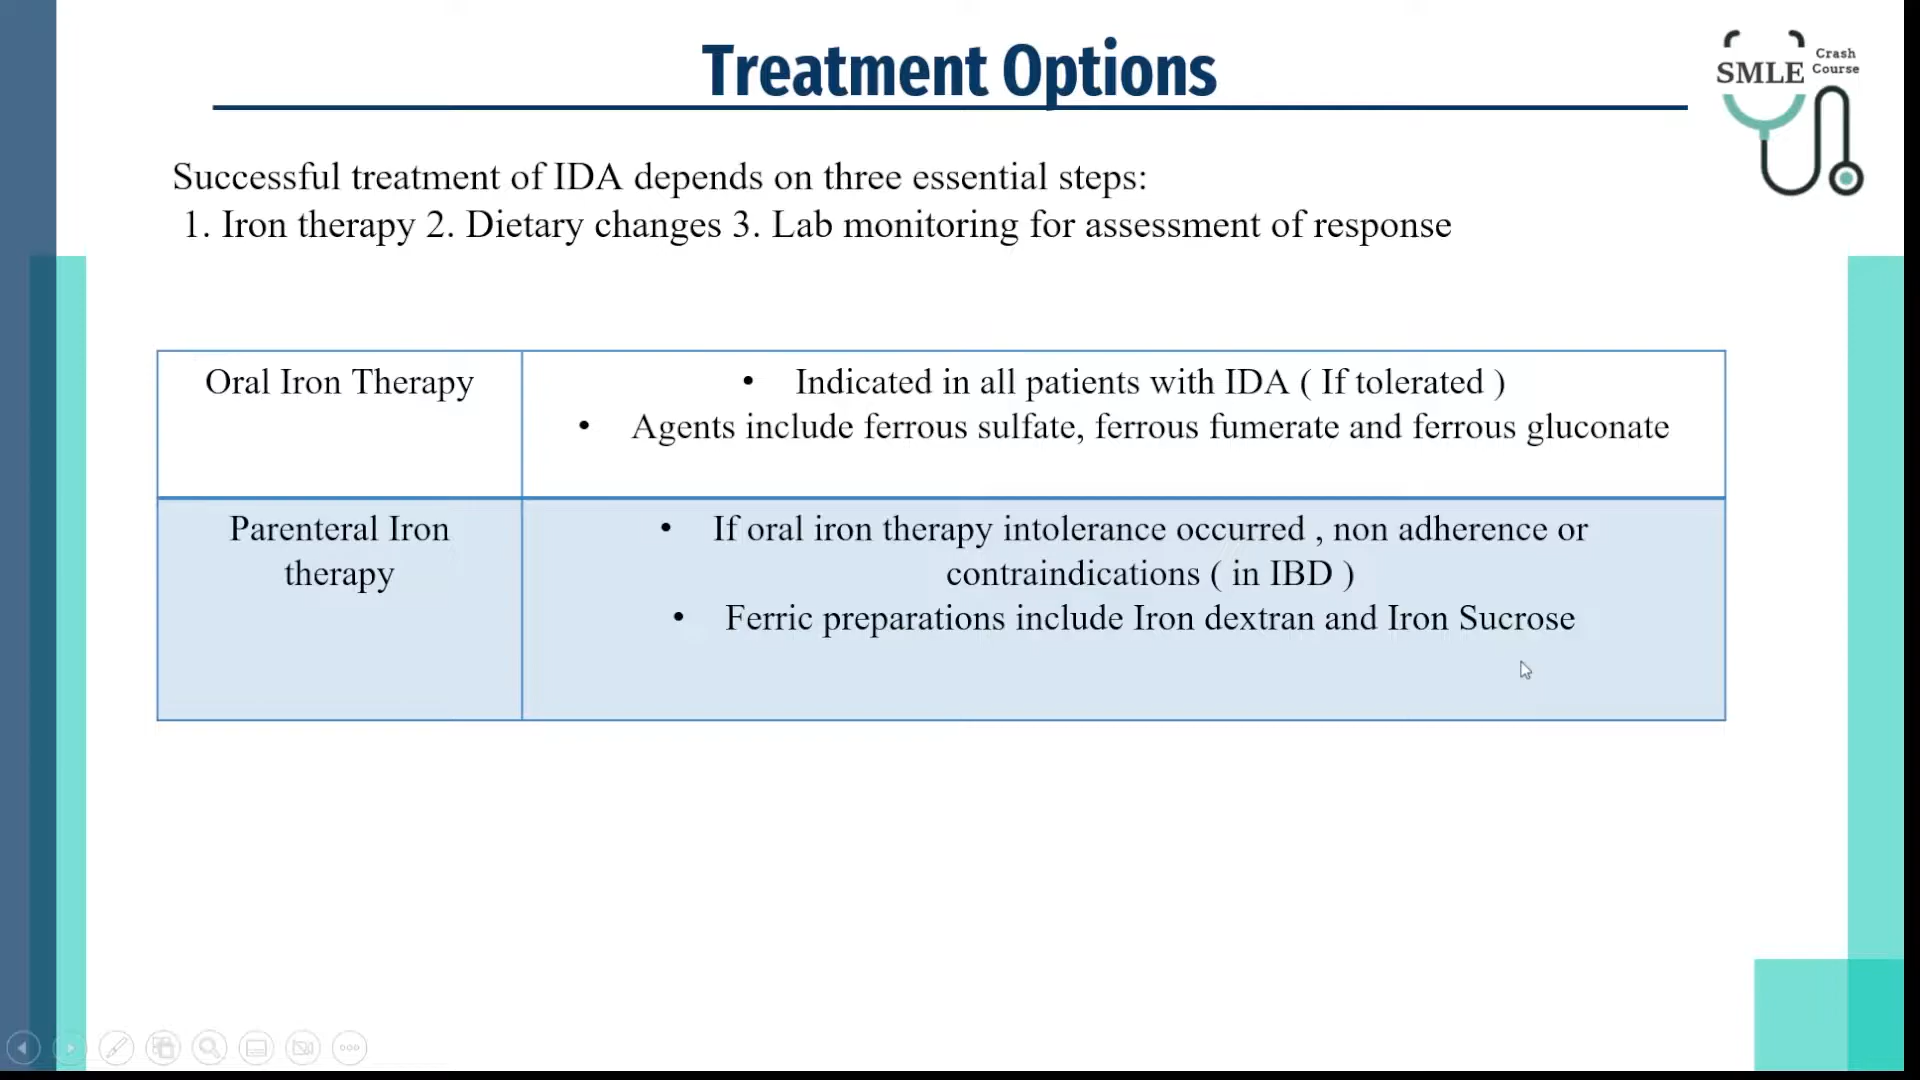 Treatment Options
SMLE Crash Course
Successful treatment of IDA depends on three essential steps:
1. Iron therapy 2. Dietary changes 3. Lab monitoring for assessment of response
Oral Iron Therapy
• Indicated in all patients with IDA ( If tolerated )
• Agents include ferrous sulfate, ferrous fumerate and ferrous gluconate
Parenteral Iron
therapy
• If oral iron therapy intolerance occurred , non adherence or
contraindications ( in IBD )
• Ferric preparations include Iron dextran and Iron Sucrose